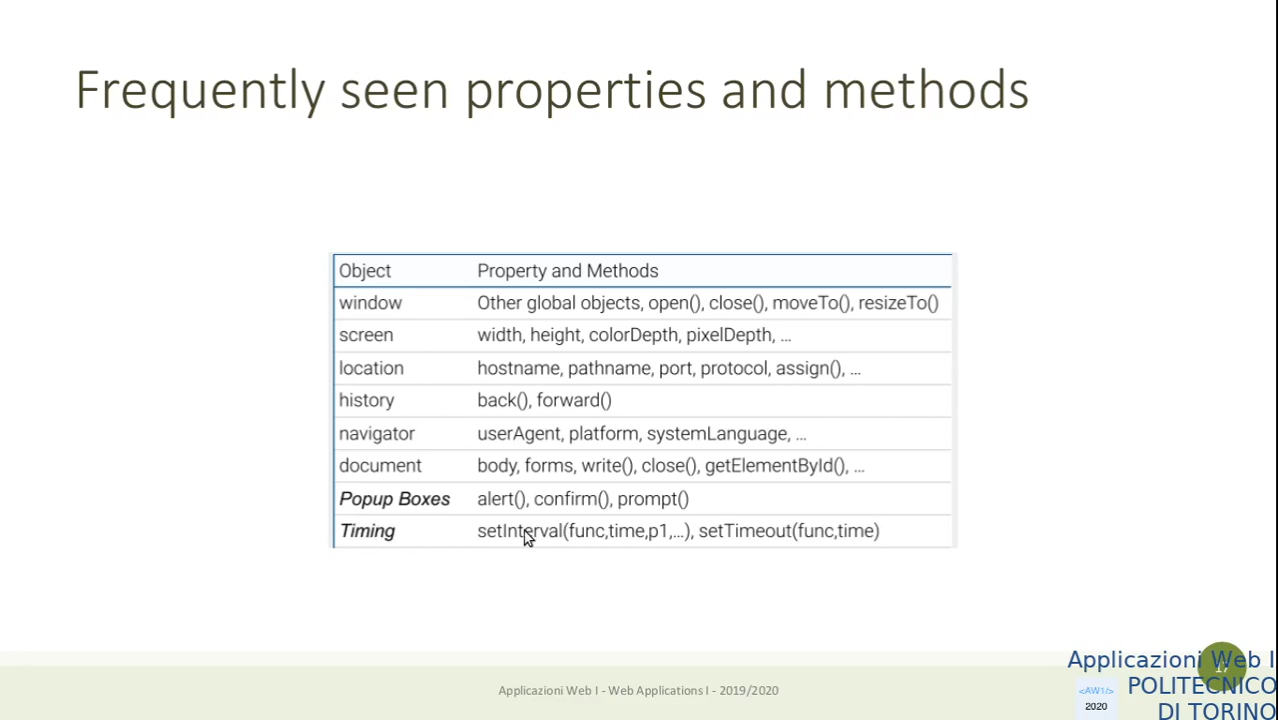 Frequently seen properties and methods
Object Property and Methods
window Other global objects, open(), close(), moveTo(), resizeTo()
screen width, height, colorDepth, pixelDepth, ...
location hostname, pathname, port, protocol, assign(), ...
history back(), forward()
navigator userAgent, platform, systemLanguage, ...
document body, forms, write(), close(), getElementById(), ...
Popup Boxes alert(), confirm(), prompt()
Timing setInterval(func,time,p1,...), setTimeout(func,time)
Applicazioni Web I - Web Applications I - 2019/2020
Applicazioni Web I
POLITECNICO
DI TORINO
<AW1/>
2020